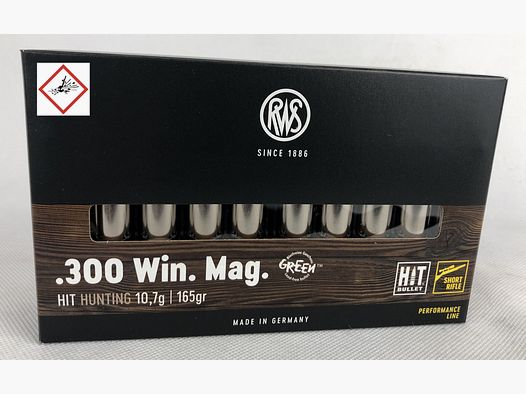 RWS
SINCE 1886
.300 Win. Mag.
GREEN™
HIT HUNTING 10,7g | 165gr
HIT
BULLET
SHORT
RIFLE
PERFORMANCE
LINE
MADE IN GERMANY